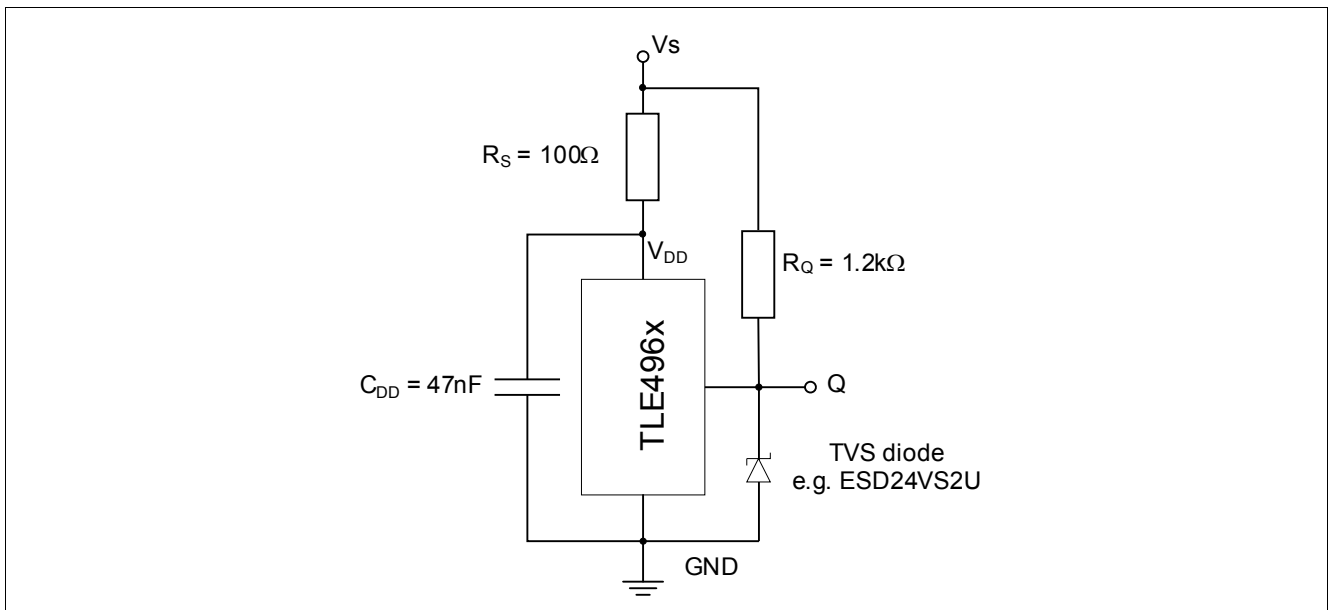 Vs
R_S = 100Ω
V_DD
R_Q = 1.2kΩ
TLE496x
C_DD = 47nF
Q
TVS diode
e.g. ESD24VS2U
GND